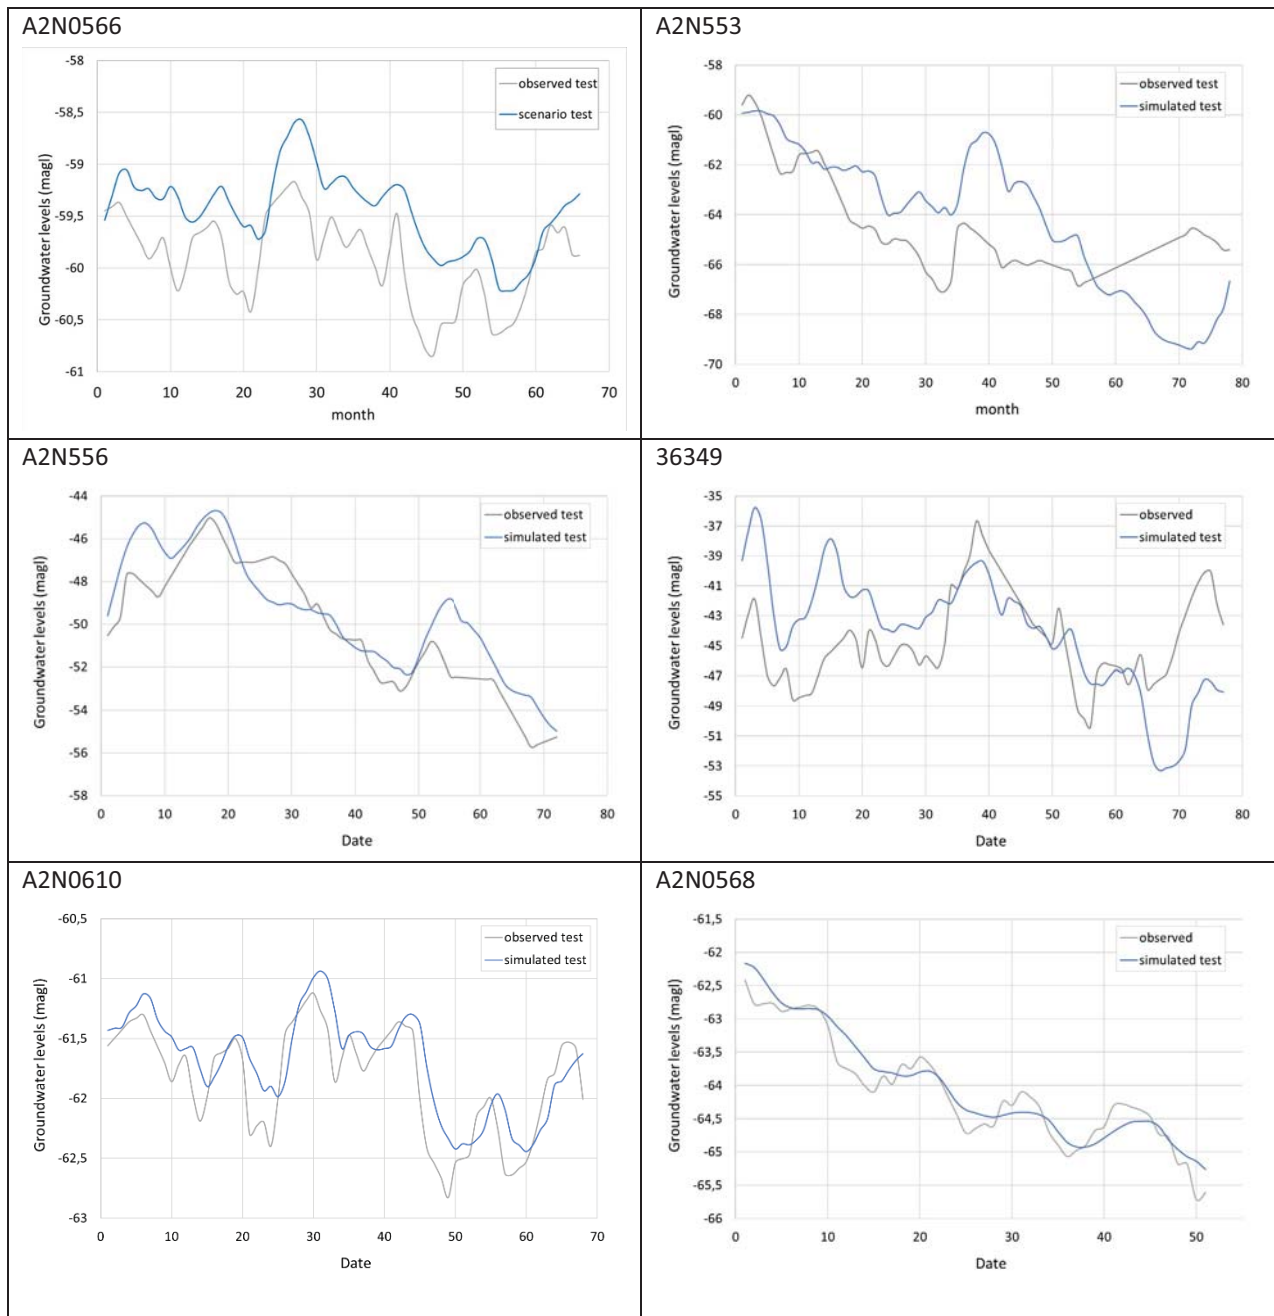 A2N0566
-58
-58,5
-59
-59,5
-60
-60,5
-61
0 10 20 30 40 50 60 70
Groundwater levels (magl)
month
observed test
scenario test
A2N553
-58
-60
-62
-64
-66
-68
-70
0 10 20 30 40 50 60 70 80
Groundwater levels (magl)
month
observed test
simulated test
A2N556
-44
-46
-48
-50
-52
-54
-56
-58
0 10 20 30 40 50 60 70 80
Groundwater levels (magl)
Date
observed test
simulated test
36349
-35
-37
-39
-41
-43
-45
-47
-49
-51
-53
-55
0 10 20 30 40 50 60 70 80
Groundwater levels (magl)
Date
observed
simulated test
A2N0610
-60,5
-61
-61,5
-62
-62,5
-63
0 10 20 30 40 50 60 70
Groundwater levels (magl)
Date
observed test
simulated test
A2N0568
-61,5
-62
-62,5
-63
-63,5
-64
-64,5
-65
-65,5
-66
0 10 20 30 40 50
Groundwater levels (magl)
Date
observed
simulated test